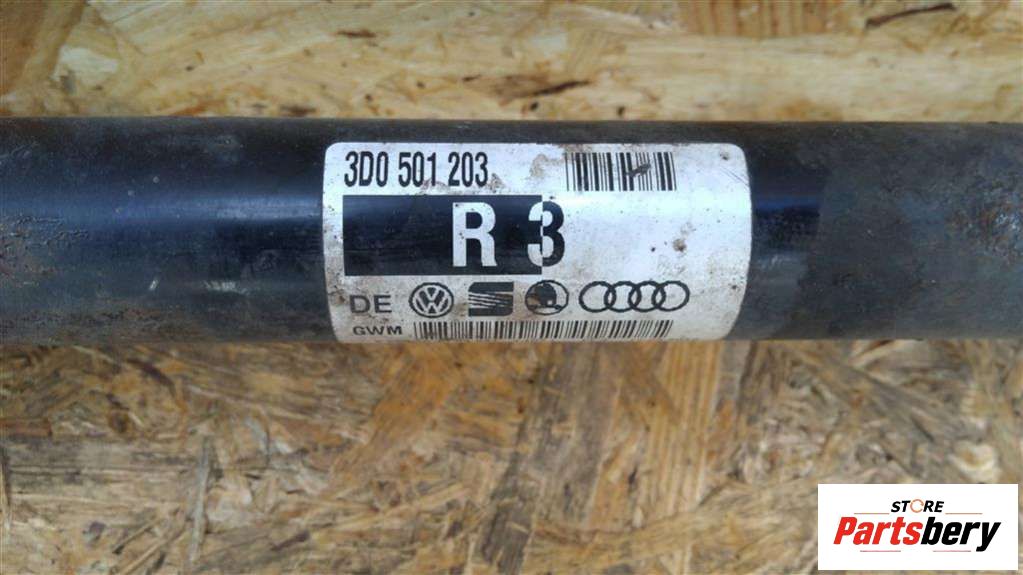 3D0 501 203
R 3
DE
GWM
STORE
Partsbery